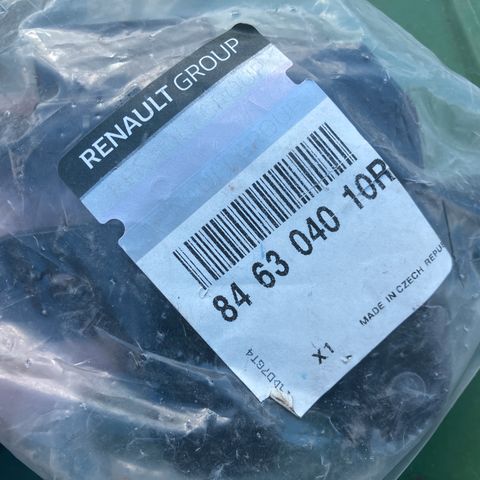 RENAULT GROUP
84 63 040 10R
X1
MADE IN CZECH REPU